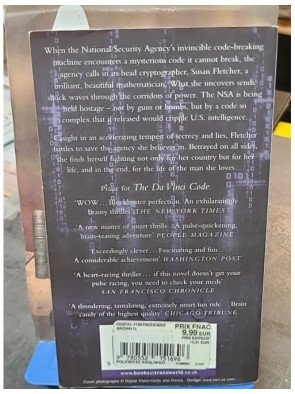 When the National Security Agency's invincible code-breaking
machine encounters a mysterious code it cannot break, the
agency calls in its head cryptographer, Susan Fletcher, a
brilliant, beautiful mathematician. What she uncovers sends
shock waves through the corridors of power. The NSA is being
held hostage – not by guns or bombs, but by a code so
complex that if released would cripple U.S. intelligence.
Caught in an accelerating tempest of secrecy and lies, Fletcher
battles to save the agency she believes in. Betrayed on all sides,
she finds herself fighting not only for her country but for her
life, and in the end, for the life of the man she loves . . .
Praise for The Da Vinci Code:
'WOW . . . Blockbuster perfection. An exhilaratingly
Brainy thriller' THE NEW YORK TIMES
'A new master of smart thrills. A pulse-quickening,
brain-teasing adventure' PEOPLE MAGAZINE
'Exceedingly clever . . . Fascinating and fun . . .
A considerable achievement' WASHINGTON POST
'A heart-racing thriller . . . if this novel doesn't get your
pulse racing, you need to check your meds'
SAN FRANCISCO CHRONICLE
'A thundering, tantalizing, extremely smart fun ride . . . Brain
candy of the highest quality' CHICAGO TRIBUNE
DIGITAL FORTRESS/BRO
BROWN D.
PRIX FNAC
9.99 EUR
PRIX EDITEUR
9 780552 151696
www.booksattransworld.co.uk